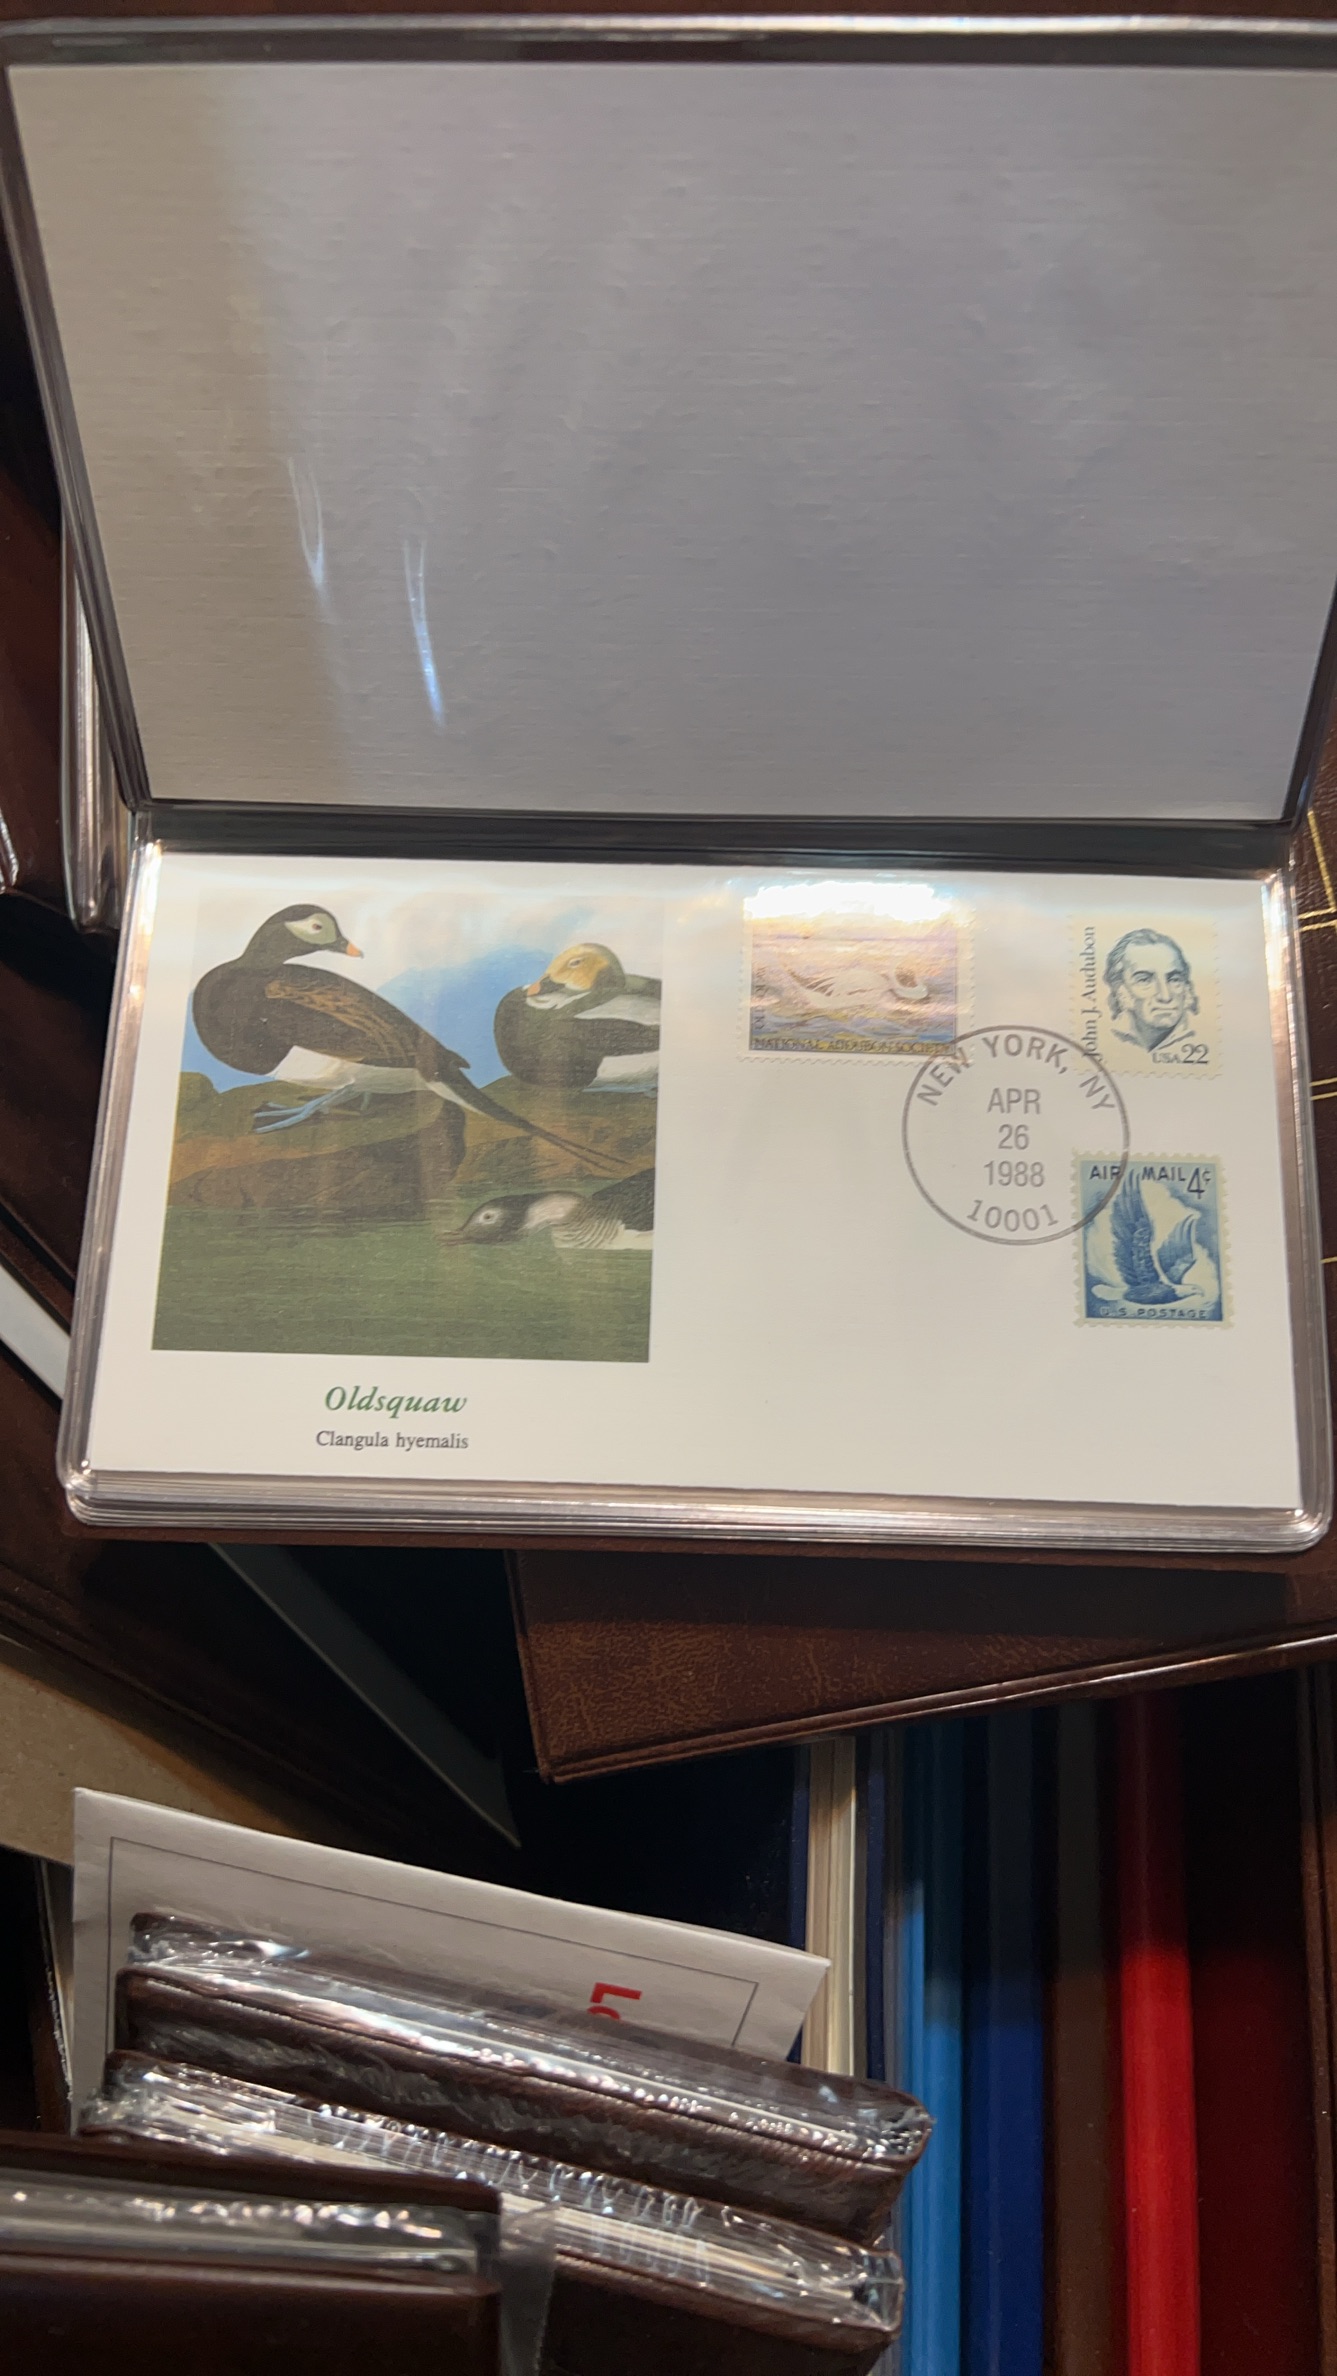 NATIONAL AUDUBON SOCIETY
John J. Audubon
USA 22
NEW YORK, NY
APR
26
1988
10001
AIR MAIL 4¢
U.S. POSTAGE
Oldsquaw
Clangula hyemalis